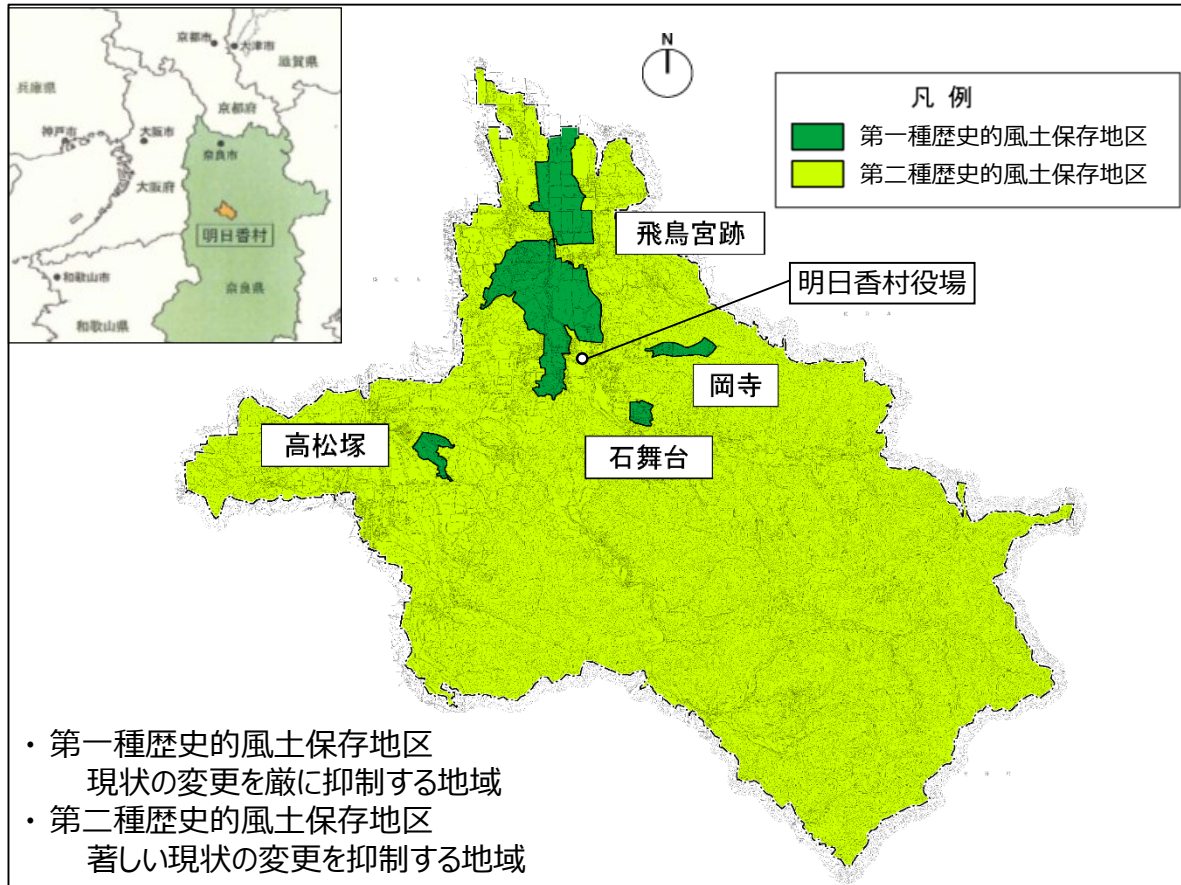 京都市
大津市
滋賀県
兵庫県
京都府
神戸市
大阪市
奈良市
大阪府
明日香村
和歌山市
奈良県
和歌山県
N
凡 例
第一種歴史的風土保存地区
第二種歴史的風土保存地区
飛鳥宮跡
明日香村役場
岡寺
高松塚
石舞台
・ 第一種歴史的風土保存地区
現状の変更を厳に抑制する地域
・ 第二種歴史的風土保存地区
著しい現状の変更を抑制する地域